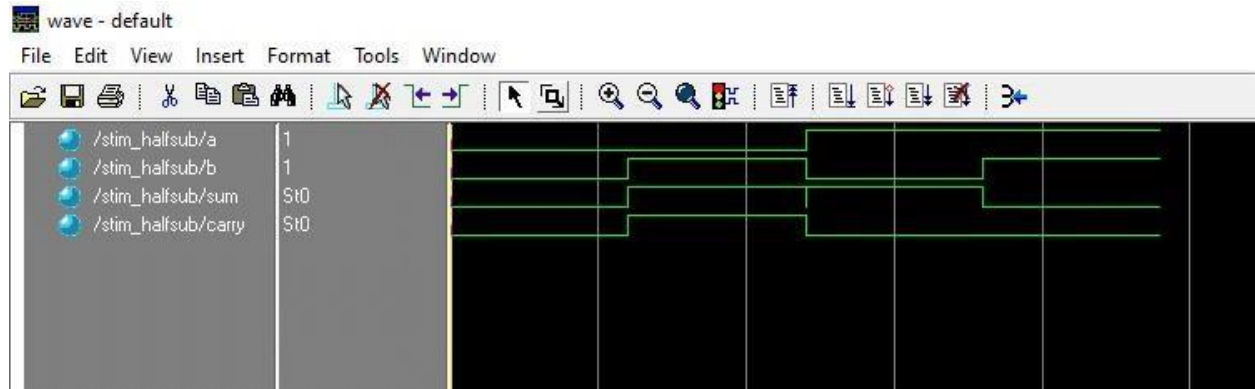 wave - default
File Edit View Insert Format Tools Window
/stim_halfsub/a 1
/stim_halfsub/b 1
/stim_halfsub/sum St0
/stim_halfsub/carry St0